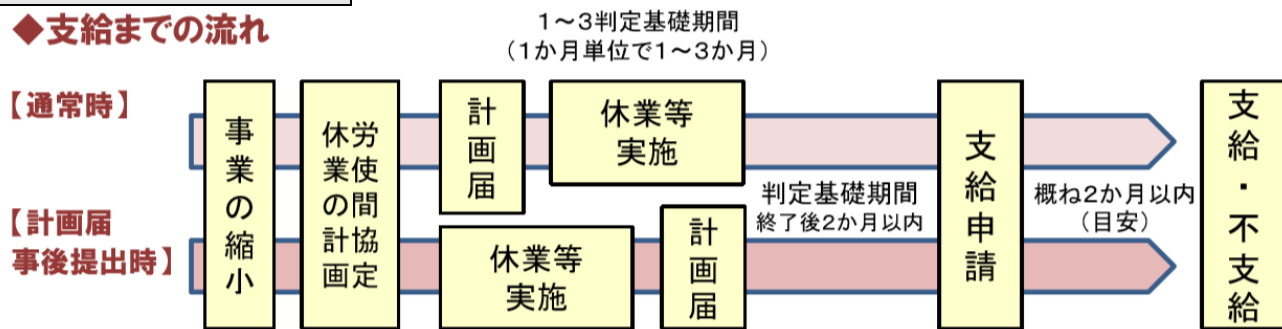 ◆支給までの流れ
1~3判定基礎期間
(1か月単位で1~3か月)
【通常時】
事業の縮小
労使間協定
休業の計画
計画届
休業等
実施
支給申請
支給・不支給
判定基礎期間
終了後2か月以内
概ね2か月以内
(目安)
【計画届
事後提出時】
休業等
実施
計画届